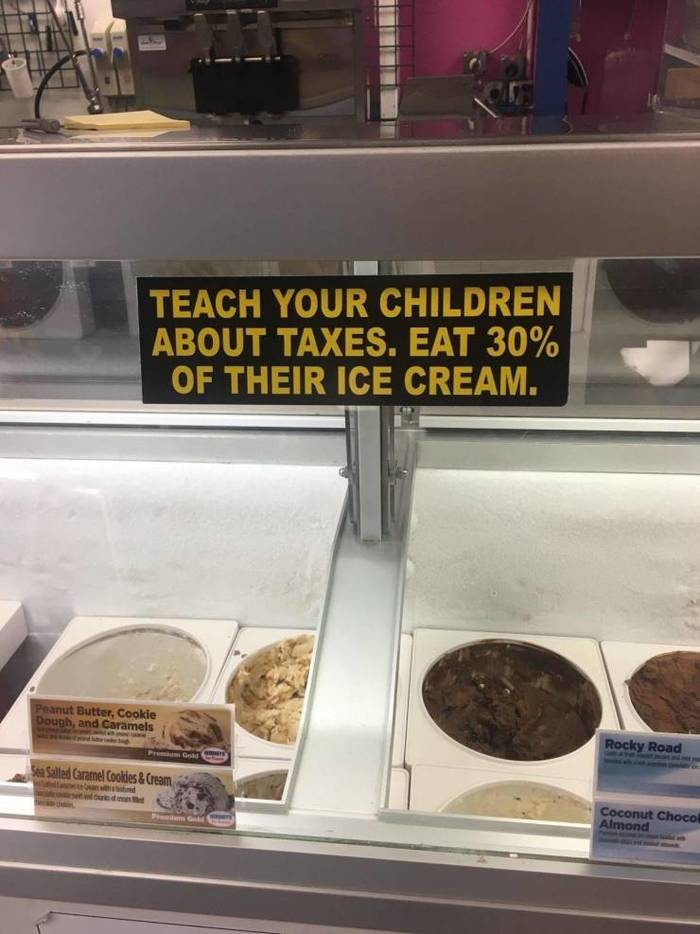 TEACH YOUR CHILDREN
ABOUT TAXES. EAT 30%
OF THEIR ICE CREAM.
Peanut Butter, Cookie
Dough, and Caramels
Premium Gold
Sea Salted Caramel Cookies & Cream
Premium Gold
Rocky Road
Coconut Chocol
Almond